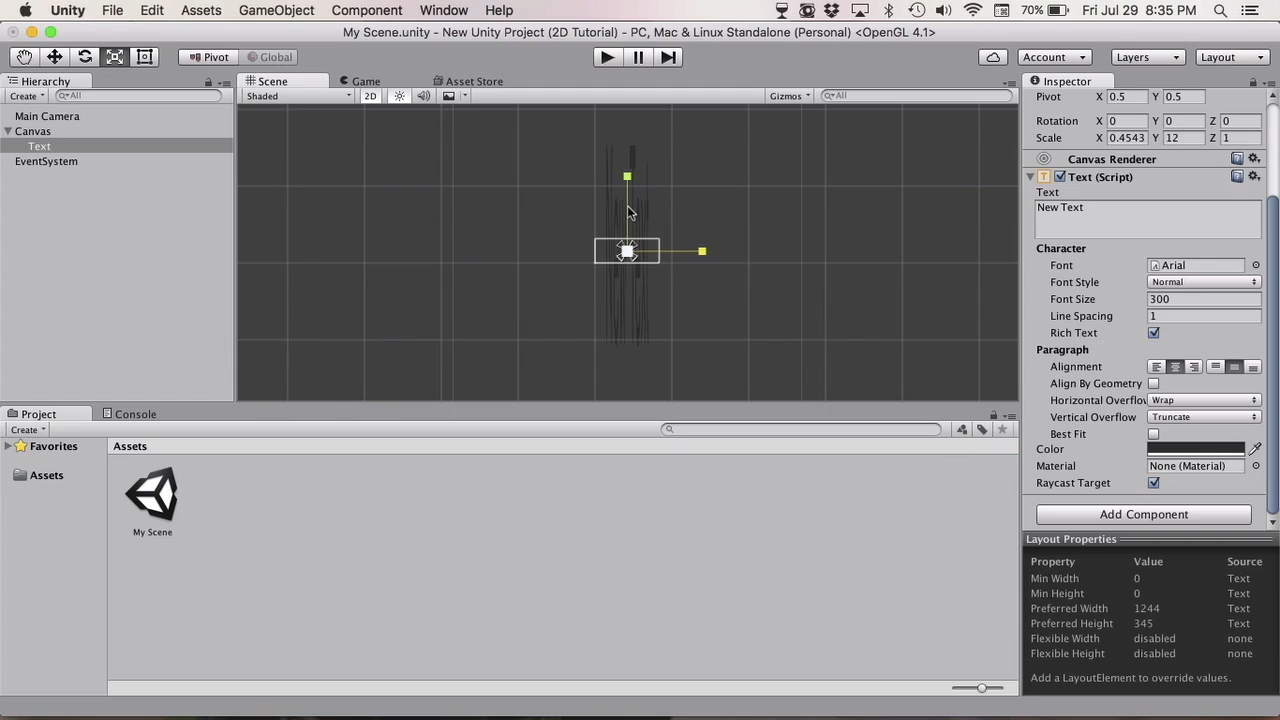 Unity File Edit Assets GameObject Component Window Help 70% Fri Jul 29 8:35 PM
My Scene.unity - New Unity Project (2D Tutorial) - PC, Mac & Linux Standalone (Personal) <OpenGL 4.1>
Pivot Global Account Layers Layout
Hierarchy
Create All
Main Camera
Canvas
Text
EventSystem
Scene Game Asset Store
Shaded 2D Gizmos All
Inspector
Pivot X 0.5 Y 0.5
Rotation X 0 Y 0 Z 0
Scale X 0.4543 Y 12 Z 1
Canvas Renderer
Text (Script)
Text
New Text
Character
Font Arial
Font Style Normal
Font Size 300
Line Spacing 1
Rich Text
Paragraph
Alignment
Align By Geometry
Horizontal Overflow Wrap
Vertical Overflow Truncate
Best Fit
Color
Material None (Material)
Raycast Target
Add Component
Layout Properties
Property Value Source
Min Width 0 Text
Min Height 0 Text
Preferred Width 1244 Text
Preferred Height 345 Text
Flexible Width disabled none
Flexible Height disabled none
Add a LayoutElement to override values.
Project Console
Create
Favorites
Assets
Assets
My Scene